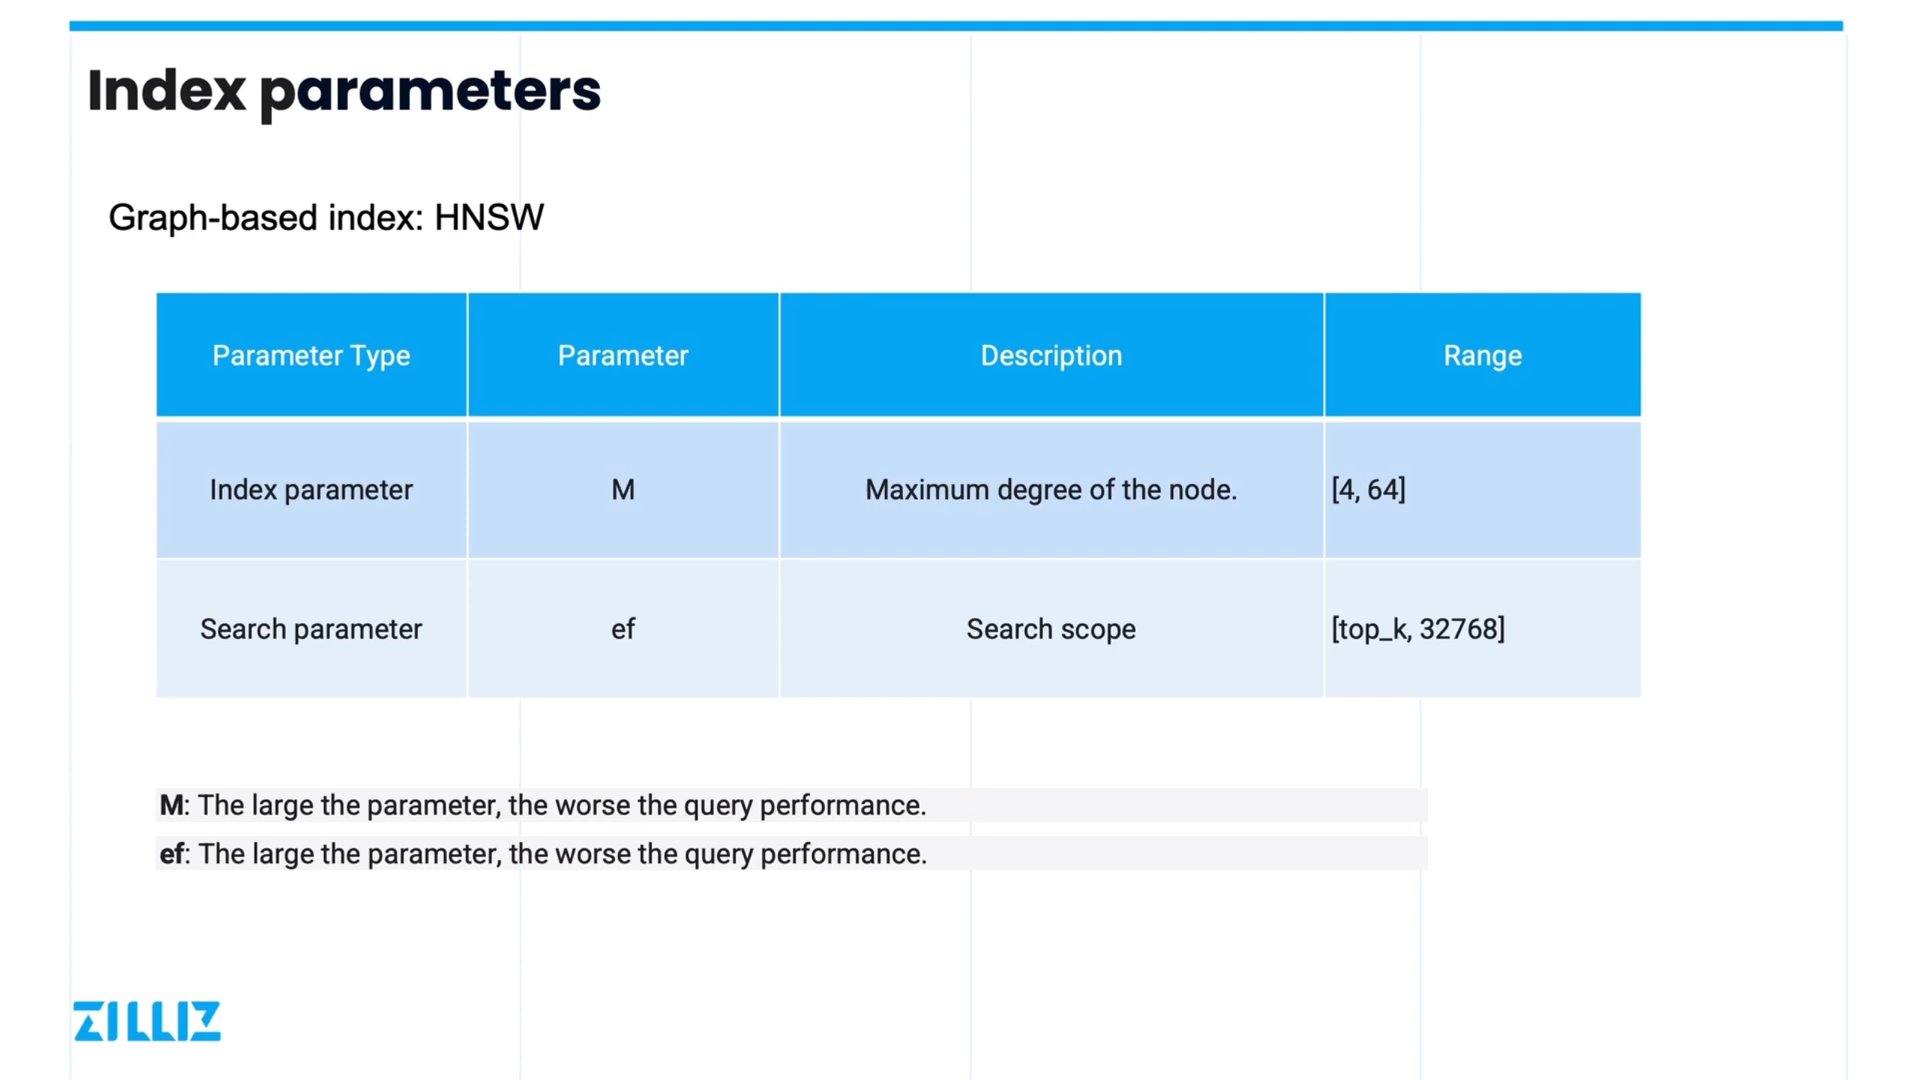 Index parameters
Graph-based index: HNSW
Parameter Type Parameter Description Range
Index parameter M Maximum degree of the node. [4, 64]
Search parameter ef Search scope [top_k, 32768]
M: The large the parameter, the worse the query performance.
ef: The large the parameter, the worse the query performance.
ZILLIZ